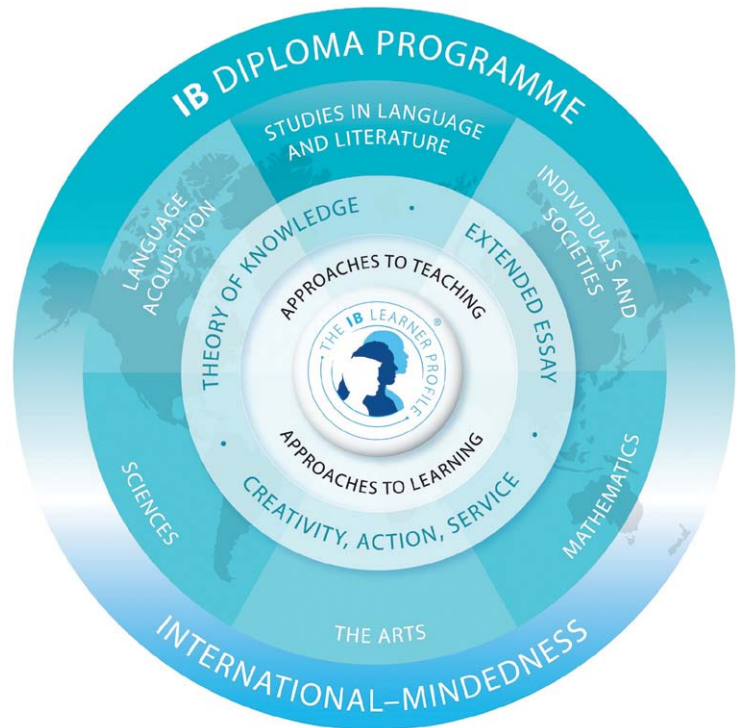 IB DIPLOMA PROGRAMME
STUDIES IN LANGUAGE
AND LITERATURE
LANGUAGE
ACQUISITION
INDIVIDUALS AND
SOCIETIES
THEORY OF KNOWLEDGE
EXTENDED ESSAY
APPROACHES TO TEACHING
THE IB LEARNER PROFILE ®
APPROACHES TO LEARNING
CREATIVITY, ACTION, SERVICE
SCIENCES
MATHEMATICS
THE ARTS
INTERNATIONAL–MINDEDNESS